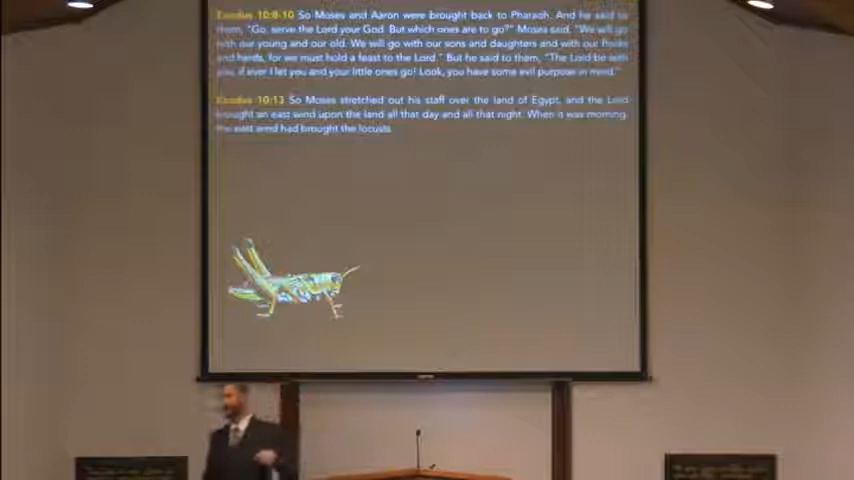 Exodus 10:8-10 So Moses and Aaron were brought back to Pharaoh. And he said to
them, "Go, serve the Lord your God. But which ones are to go?" Moses said, "We will go
with our young and our old. We will go with our sons and daughters and with our flocks
and herds, for we must hold a feast to the Lord." But he said to them, "The Lord be with
you, if ever I let you and your little ones go! Look, you have some evil purpose in mind."
Exodus 10:13 So Moses stretched out his staff over the land of Egypt, and the Lord
brought an east wind upon the land all that day and all that night. When it was morning,
the east wind had brought the locusts.